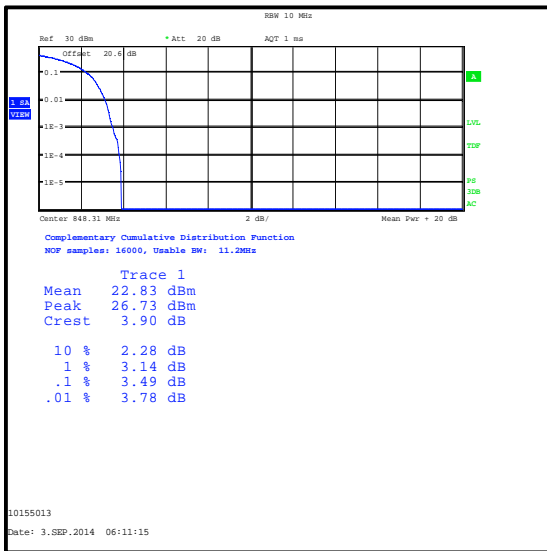 RBW 10 MHz
Ref 30 dBm * Att 20 dB AQT 1 ms
Offset 20.6 dB
0.1
A
0.01
1 SA
VIEW
1E-3
LVL
TDF
1E-4
1E-5
PS
3DB
AC
Center 848.31 MHz 2 dB/ Mean Pwr + 20 dB
Complementary Cumulative Distribution Function
NOF samples: 16000, Usable BW: 11.2MHz
Trace 1
Mean 22.83 dBm
Peak 26.73 dBm
Crest 3.90 dB
10 % 2.28 dB
1 % 3.14 dB
.1 % 3.49 dB
.01 % 3.78 dB
10155013
Date: 3.SEP.2014 06:11:15